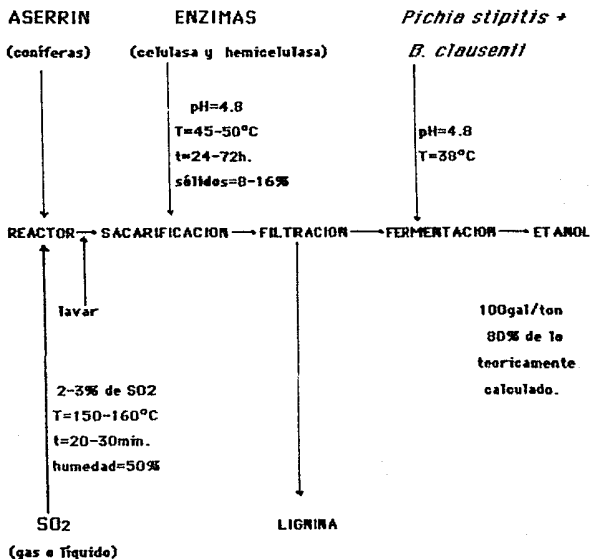 ASERRIN ENZIMAS Pichia stipitis +
(coníferas) (celulasa y hemicelulasa) B. clausenii
pH=4.8
T=45-50°C
t=24-72h.
sólidos=8-16%
pH=4.8
T=38°C
REACTOR SACARIFICACION FILTRACION FERMENTACION ETANOL
lavar
100gal/ton
80% de lo
teoricamente
calculado.
2-3% de SO2
T=150-160°C
t=20-30min.
humedad=50%
SO2 LIGNINA
(gas o líquido)